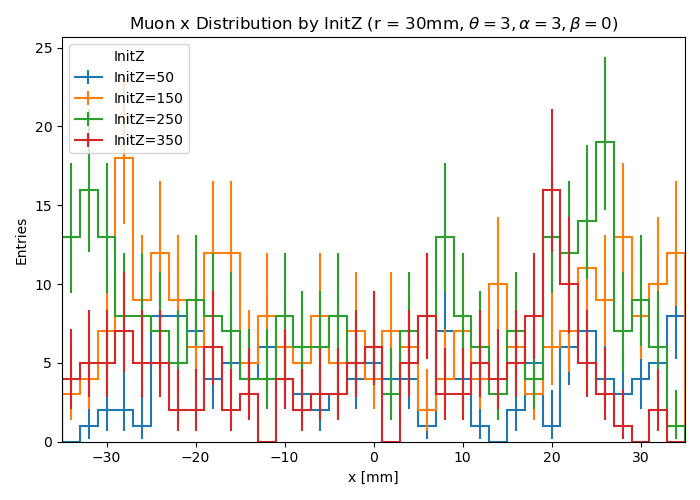 Muon x Distribution by InitZ (r = 30mm, θ = 3, α = 3, β = 0)
25
20
15
10
5
0
Entries
InitZ
InitZ=50
InitZ=150
InitZ=250
InitZ=350
−30
−20
−10
0
10
20
30
x [mm]